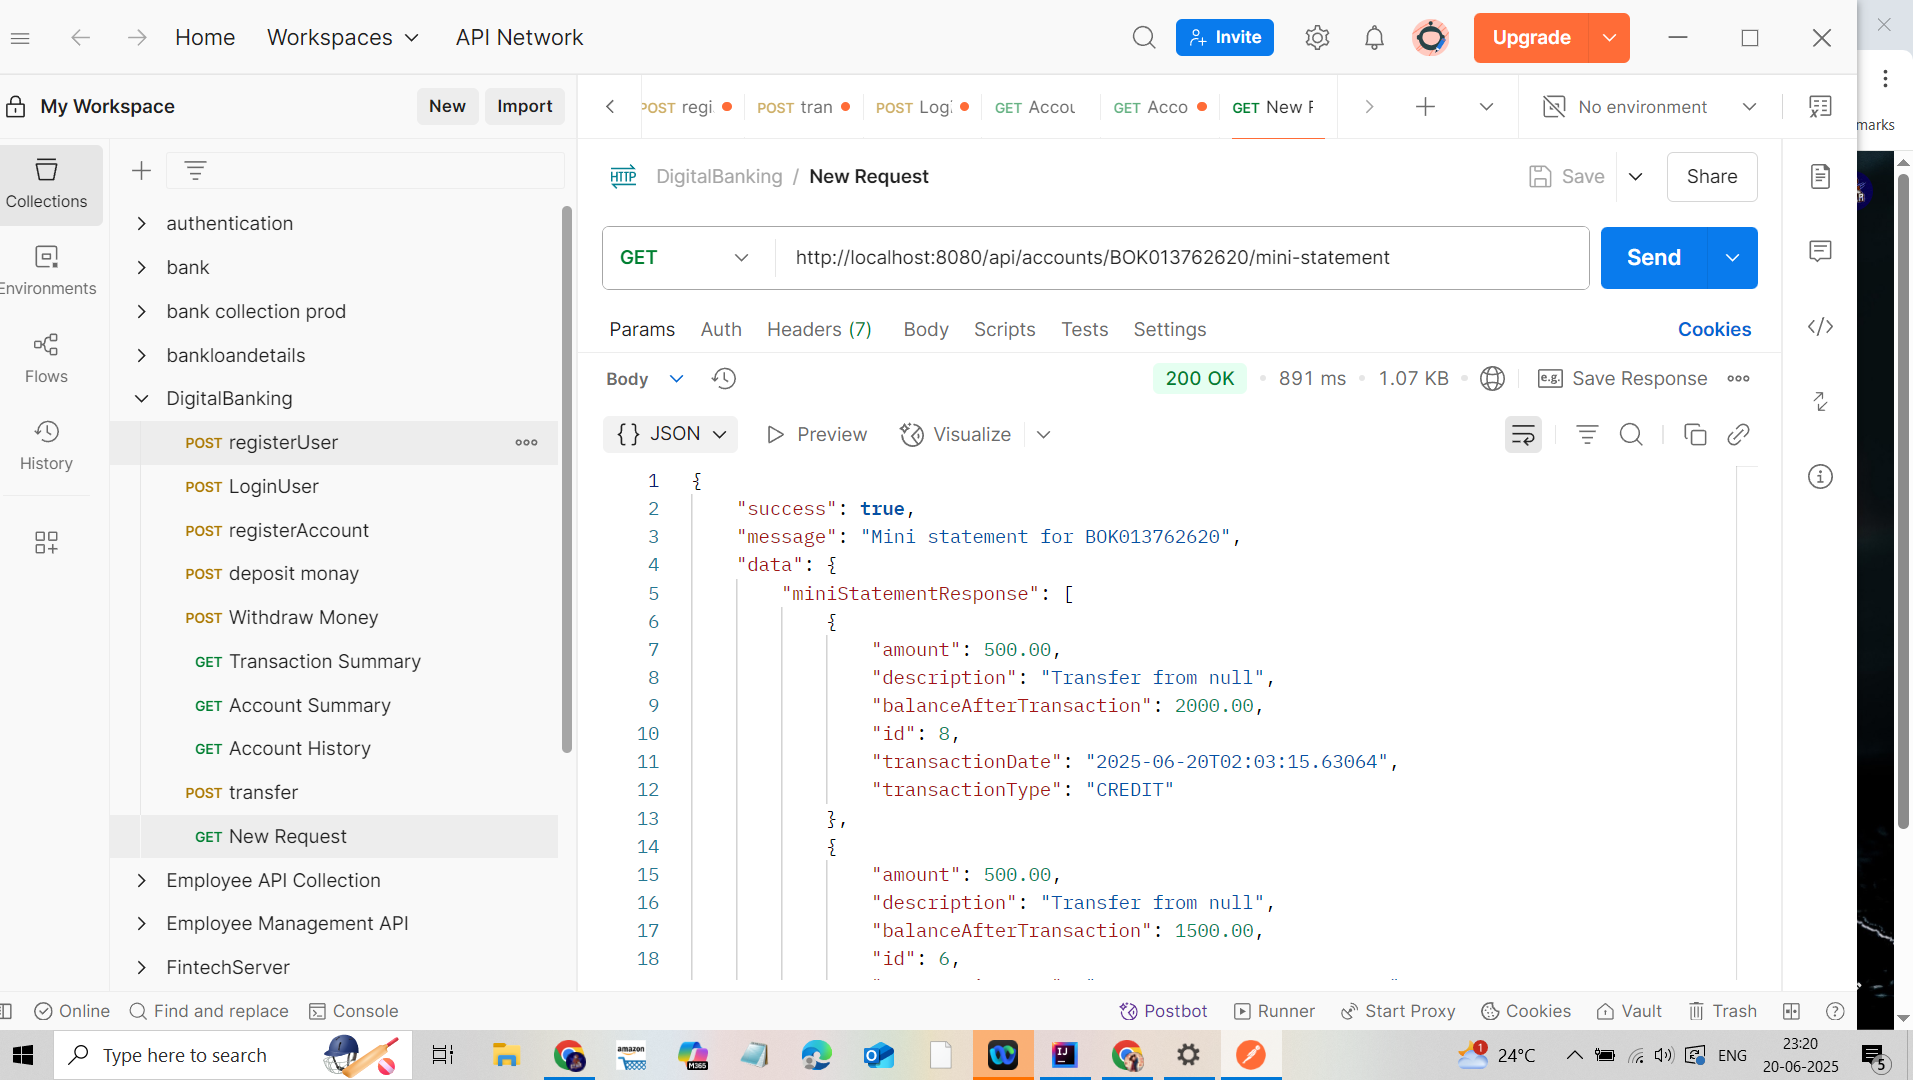 Home
Workspaces
API Network
Invite
Upgrade
My Workspace
New
Import
POST regi
POST tran
POST Log
GET Accou
GET Acco
GET New
No environment
marks
Collections
Environments
Flows
History
authentication
bank
bank collection prod
bankloandetails
DigitalBanking
POST registerUser
POST LoginUser
POST registerAccount
POST deposit monay
POST Withdraw Money
GET Transaction Summary
GET Account Summary
GET Account History
POST transfer
GET New Request
Employee API Collection
Employee Management API
FintechServer
HTTP DigitalBanking / New Request
Save
Share
GET
http://localhost:8080/api/accounts/BOK013762620/mini-statement
Send
Params Auth Headers (7) Body Scripts Tests Settings
Cookies
Body
200 OK • 891 ms • 1.07 KB
e.g. Save Response
{} JSON
Preview
Visualize
1 {
2 "success": true,
3 "message": "Mini statement for BOK013762620",
4 "data": {
5 "miniStatementResponse": [
6 {
7 "amount": 500.00,
8 "description": "Transfer from null",
9 "balanceAfterTransaction": 2000.00,
10 "id": 8,
11 "transactionDate": "2025-06-20T02:03:15.63064",
12 "transactionType": "CREDIT"
13 },
14 {
15 "amount": 500.00,
16 "description": "Transfer from null",
17 "balanceAfterTransaction": 1500.00,
18 "id": 6,
Online
Find and replace
Console
Postbot
Runner
Start Proxy
Cookies
Vault
Trash
Type here to search
amazon
M365
IJ
1
24°C
ENG
23:20
20-06-2025
5